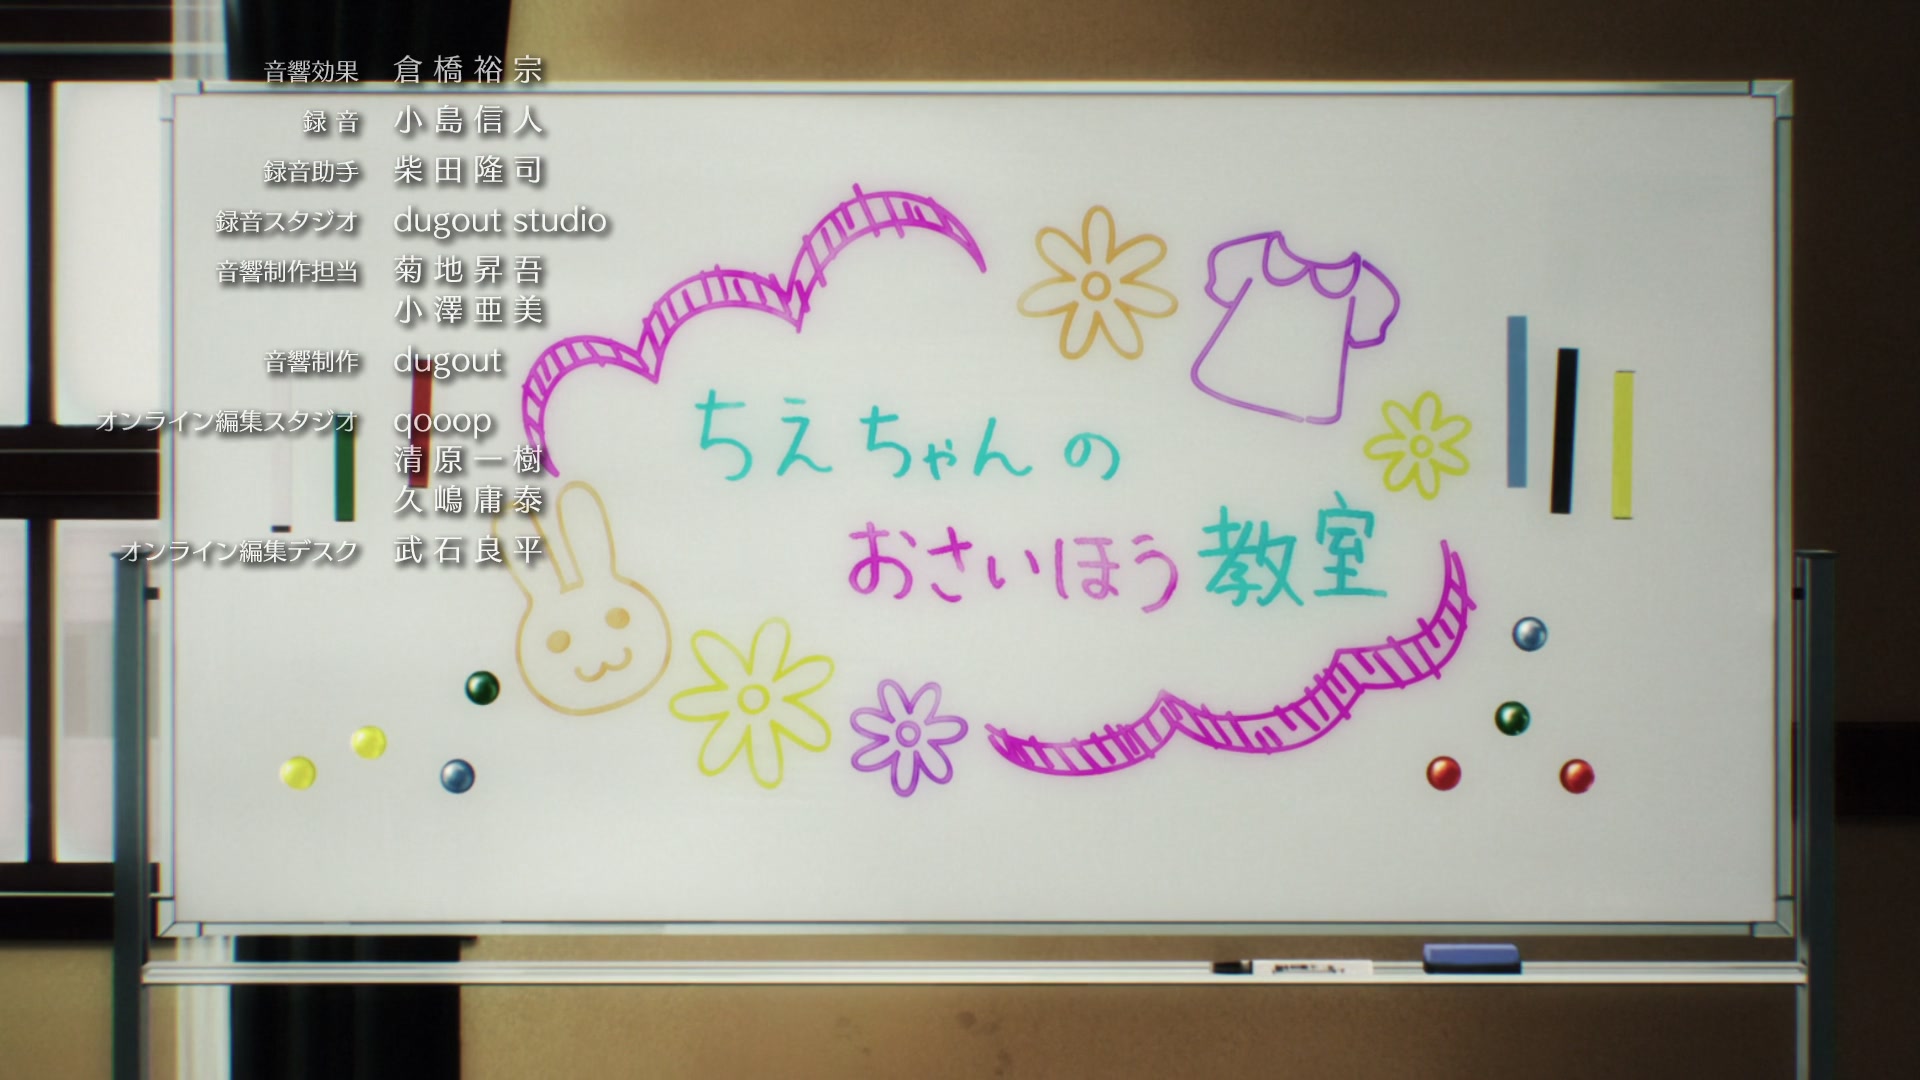 音響効果 倉橋裕宗
録音 小島信人
録音助手 柴田隆司
録音スタジオ dugout studio
音響制作担当 菊地昇吾
小澤亜美
音響制作 dugout
オンライン編集スタジオ qooop
清原一樹
久嶋庸泰
オンライン編集デスク 武石良平
ちえちゃんの
おさいほう教室